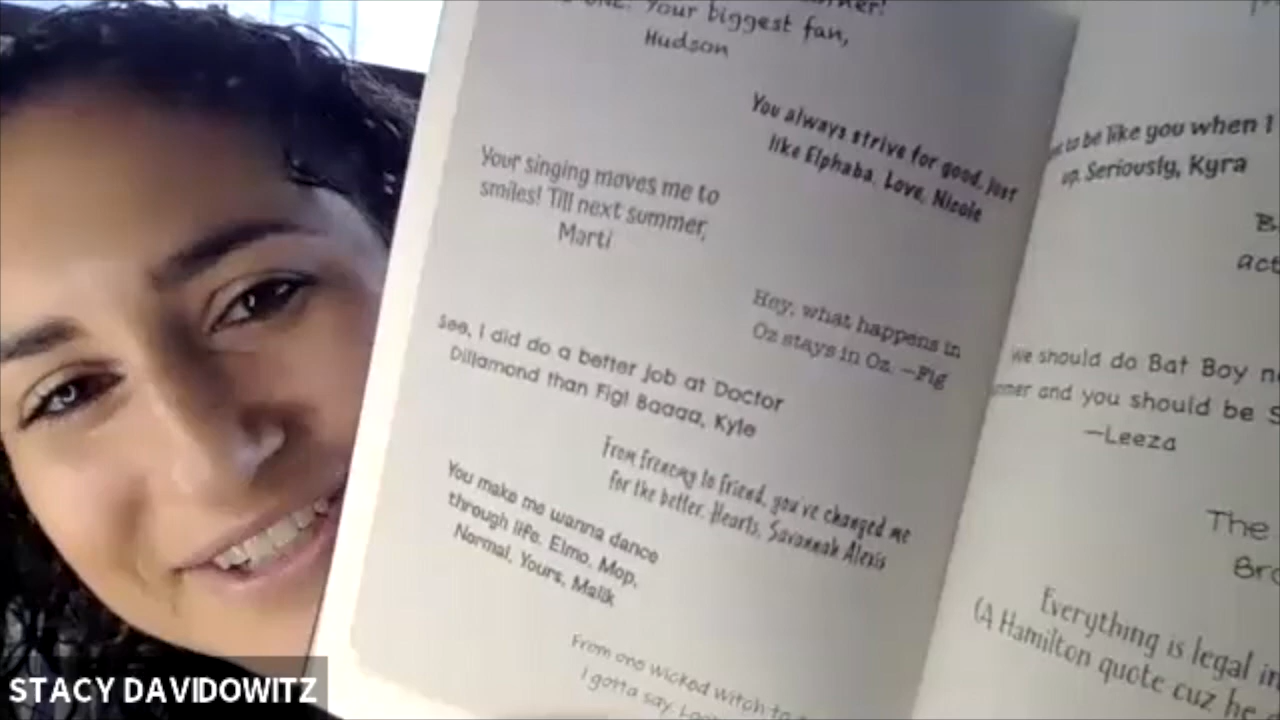 Your biggest fan,
Hudson
You always strive for good, just
like Elphaba. Love, Nicole
Your singing moves me to
smiles! Till next summer,
Marti
Hey, what happens in
Oz stays in Oz. —Fig
See, I did do a better job at Doctor
Dillamond than Fig! Baaaa, Kyle
From frenemy to friend, you've changed me
for the better. Hearts, Savannah Alexis
You make me wanna dance
through life. Elmo. Mop.
Normal. Yours, Malik
From one wicked witch to
I gotta say.
to be like you when I
up. Seriously, Kyra
act
We should do Bat Boy
and you should be
—Leeza
The
Everything is legal in
(A Hamilton quote cuz he
STACY DAVIDOWITZ